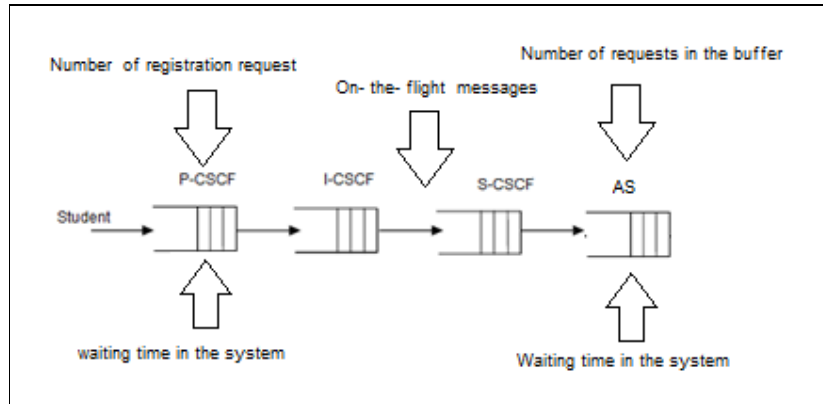 Number of registration request
Number of requests in the buffer
On- the- flight messages
P-CSCF
I-CSCF
S-CSCF
AS
Student
waiting time in the system
Waiting time in the system